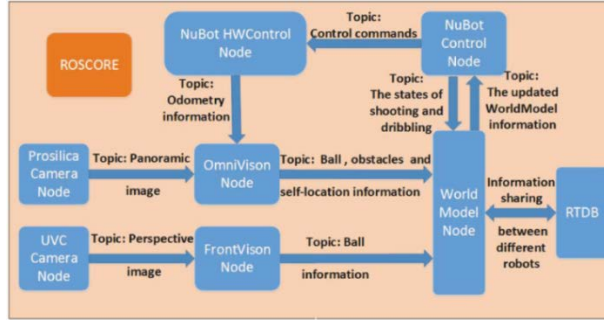 ROSCORE
NuBot HWControl
Node
Topic:
Control commands
NuBot
Control
Node
Topic:
Odometry
information
Topic:
The states of
shooting and
dribbling
Topic:
The updated
WorldModel
information
Prosilica
Camera
Node
Topic: Panoramic
image
OmniVison
Node
Topic: Ball , obstacles and
self-location information
World
Model
Node
Information
sharing
between
different
robots
RTDB
UVC
Camera
Node
Topic: Perspective
image
FrontVison
Node
Topic: Ball
information